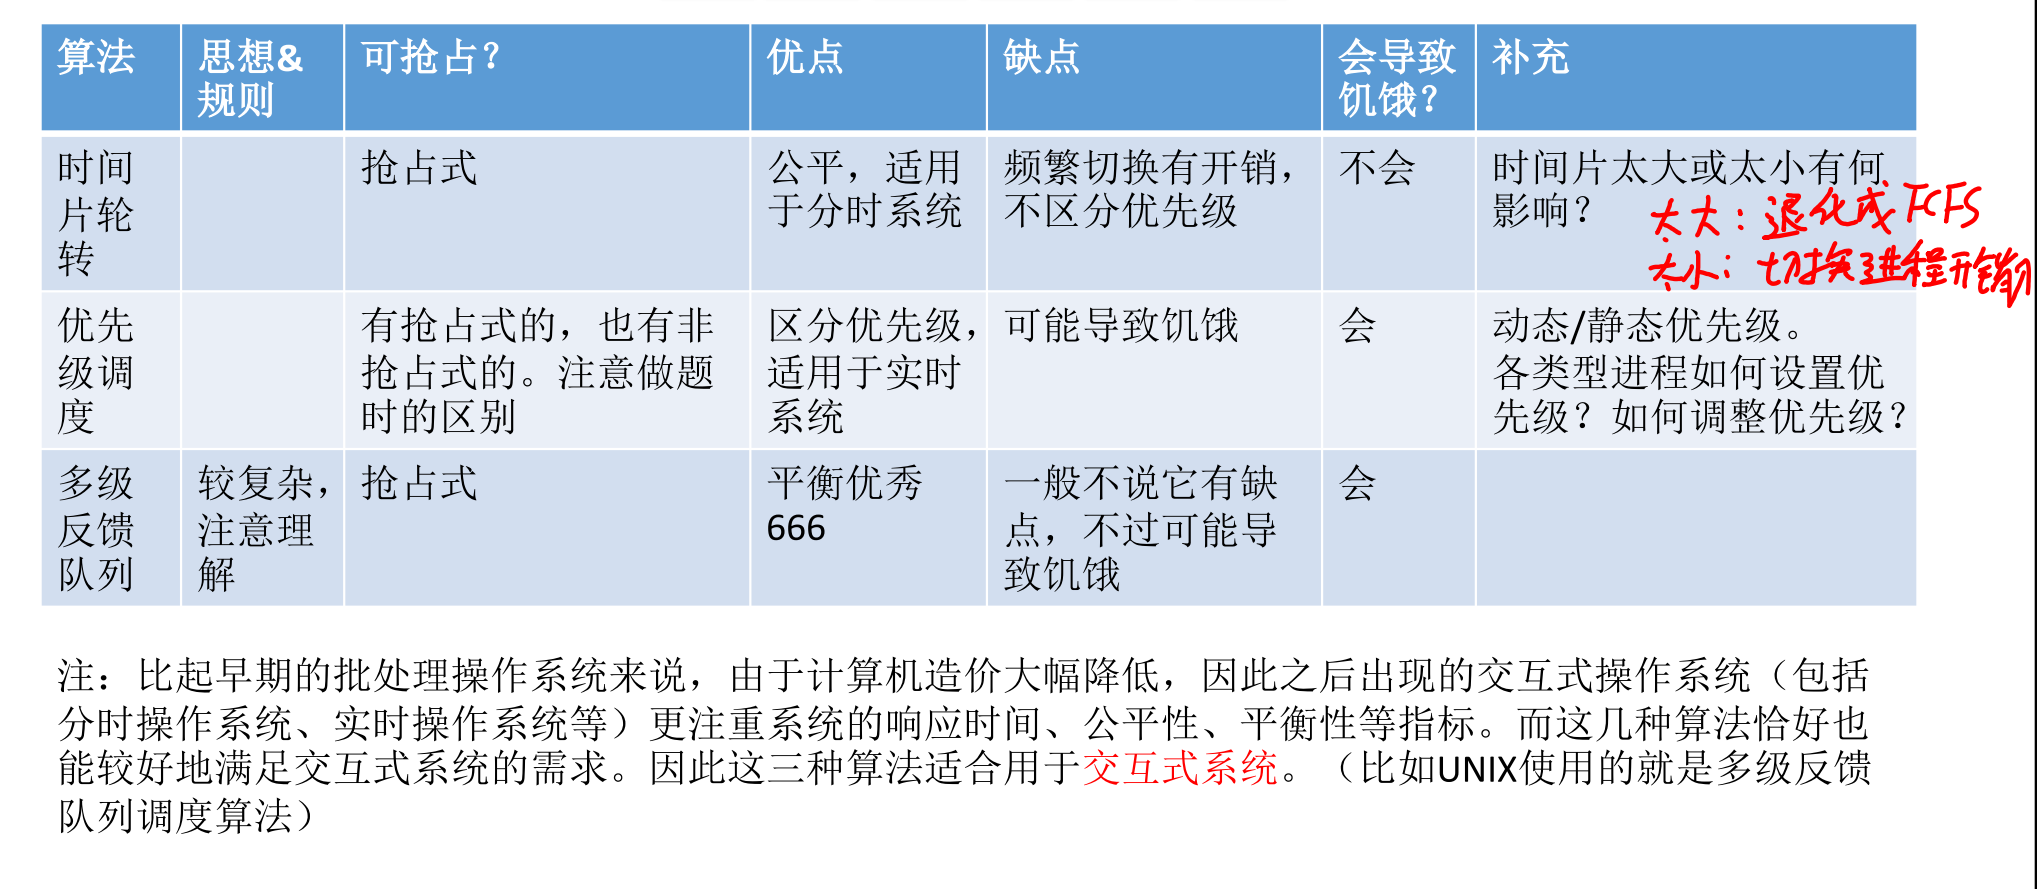 算法
思想&
规则
可抢占？
优点
缺点
会导致
饥饿？
补充
时间
片轮
转
抢占式
公平，适用
于分时系统
频繁切换有开销，
不区分优先级
不会
时间片太大或太小有何
影响？
太大：退化成FCFS
太小：切换进程开销
优先
级调
度
有抢占式的，也有非
抢占式的。注意做题
时的区别
区分优先级，
适用于实时
系统
可能导致饥饿
会
动态/静态优先级。
各类型进程如何设置优
先级？如何调整优先级？
多级
反馈
队列
较复杂，
注意理
解
抢占式
平衡优秀
666
一般不说它有缺
点，不过可能导
致饥饿
会
注：比起早期的批处理操作系统来说，由于计算机造价大幅降低，因此之后出现的交互式操作系统（包括
分时操作系统、实时操作系统等）更注重系统的响应时间、公平性、平衡性等指标。而这几种算法恰好也
能较好地满足交互式系统的需求。因此这三种算法适合用于交互式系统。（比如UNIX使用的就是多级反馈
队列调度算法）